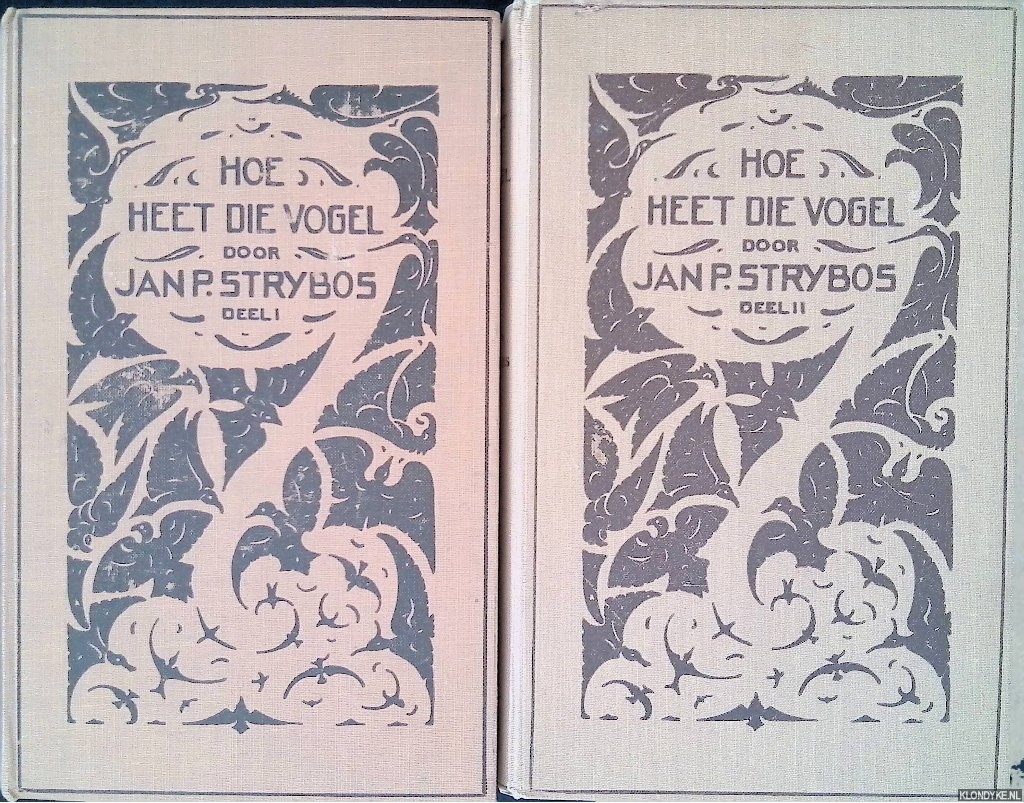 HOE
HEET DIE VOGEL
DOOR
JAN P. STRYBOS
DEEL I
HOE
HEET DIE VOGEL
DOOR
JAN P. STRYBOS
DEEL II
KLONDYKE.NL